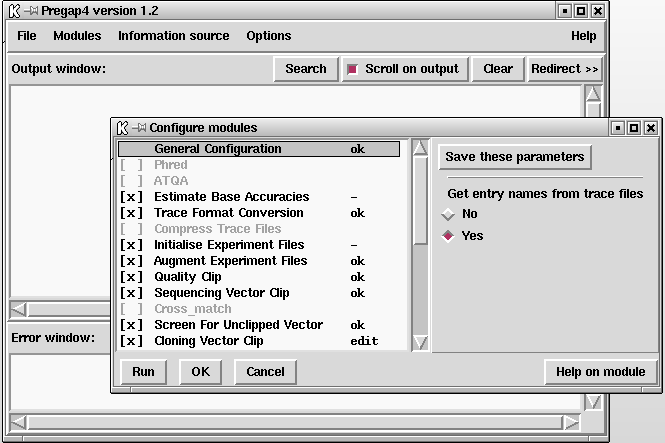 Pregap4 version 1.2
File Modules Information source Options Help
Output window: Search Scroll on output Clear Redirect >>
Configure modules
General Configuration ok
[ ] Phred
[ ] ATQA
[x] Estimate Base Accuracies -
[x] Trace Format Conversion ok
[ ] Compress Trace Files
[x] Initialise Experiment Files -
[x] Augment Experiment Files ok
[x] Quality Clip ok
[x] Sequencing Vector Clip ok
[ ] Cross_match
[x] Screen For Unclipped Vector ok
[x] Cloning Vector Clip edit
Save these parameters
Get entry names from trace files
No
Yes
Error window:
Run OK Cancel Help on module